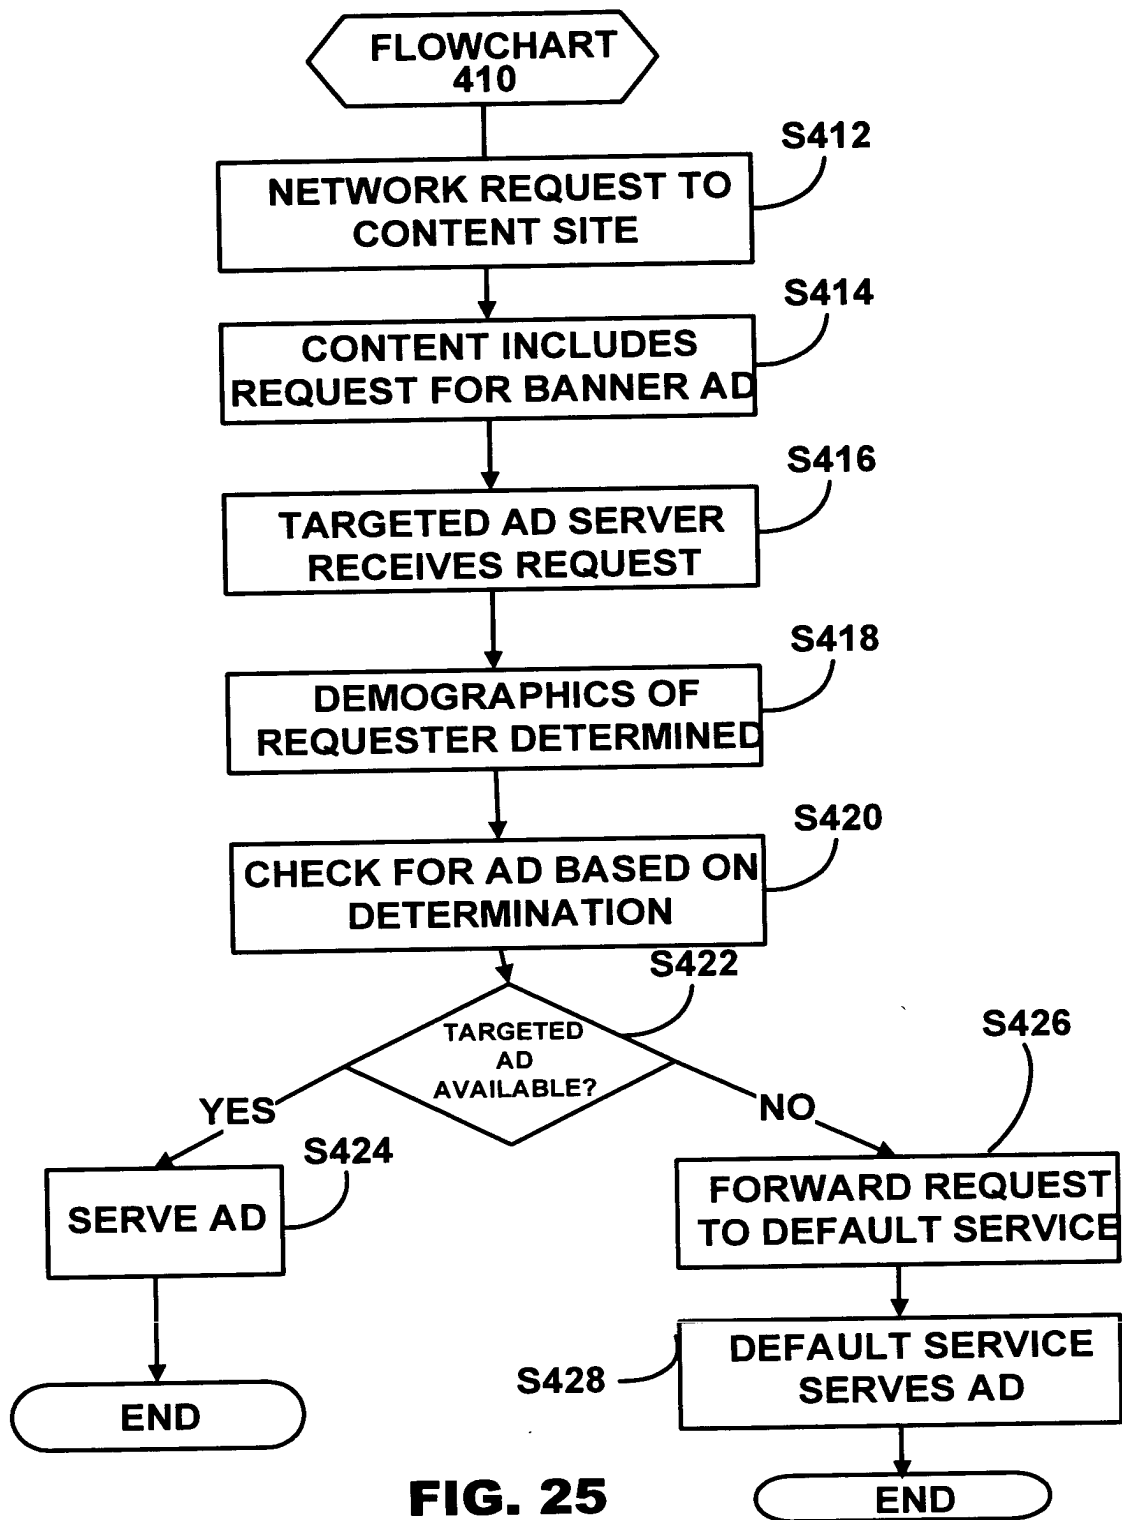 FLOWCHART
410
S412
NETWORK REQUEST TO
CONTENT SITE
S414
CONTENT INCLUDES
REQUEST FOR BANNER AD
S416
TARGETED AD SERVER
RECEIVES REQUEST
S418
DEMOGRAPHICS OF
REQUESTER DETERMINED
S420
CHECK FOR AD BASED ON
DETERMINATION
S422
TARGETED
AD
AVAILABLE?
YES
NO
S424
SERVE AD
END
S426
FORWARD REQUEST
TO DEFAULT SERVICE
S428
DEFAULT SERVICE
SERVES AD
END
FIG. 25